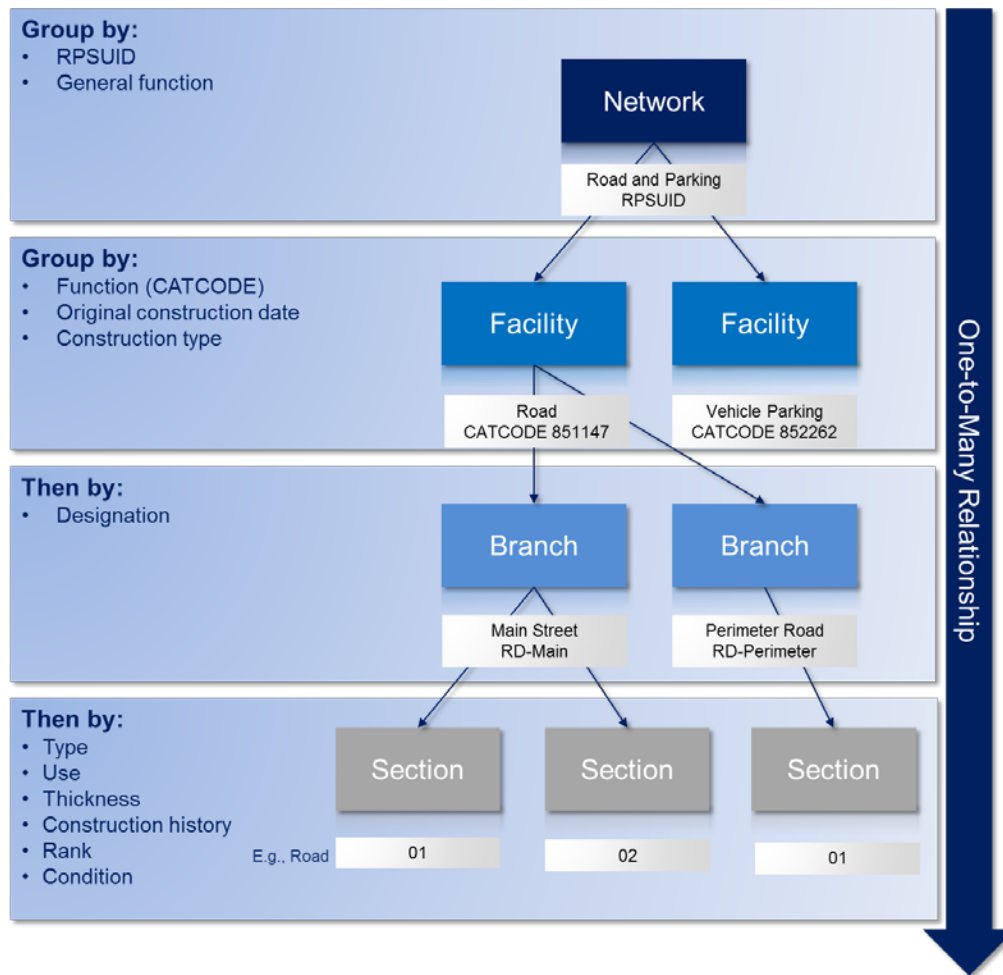 Group by:
• RPSUID
• General function
Network
Road and Parking
RPSUID
Group by:
• Function (CATCODE)
• Original construction date
• Construction type
Facility
Facility
Road
CATCODE 851147
Vehicle Parking
CATCODE 852262
Then by:
• Designation
Branch
Branch
Main Street
RD-Main
Perimeter Road
RD-Perimeter
Then by:
• Type
• Use
• Thickness
• Construction history
• Rank
• Condition
Section
Section
Section
E.g., Road
01
02
01
One-to-Many Relationship